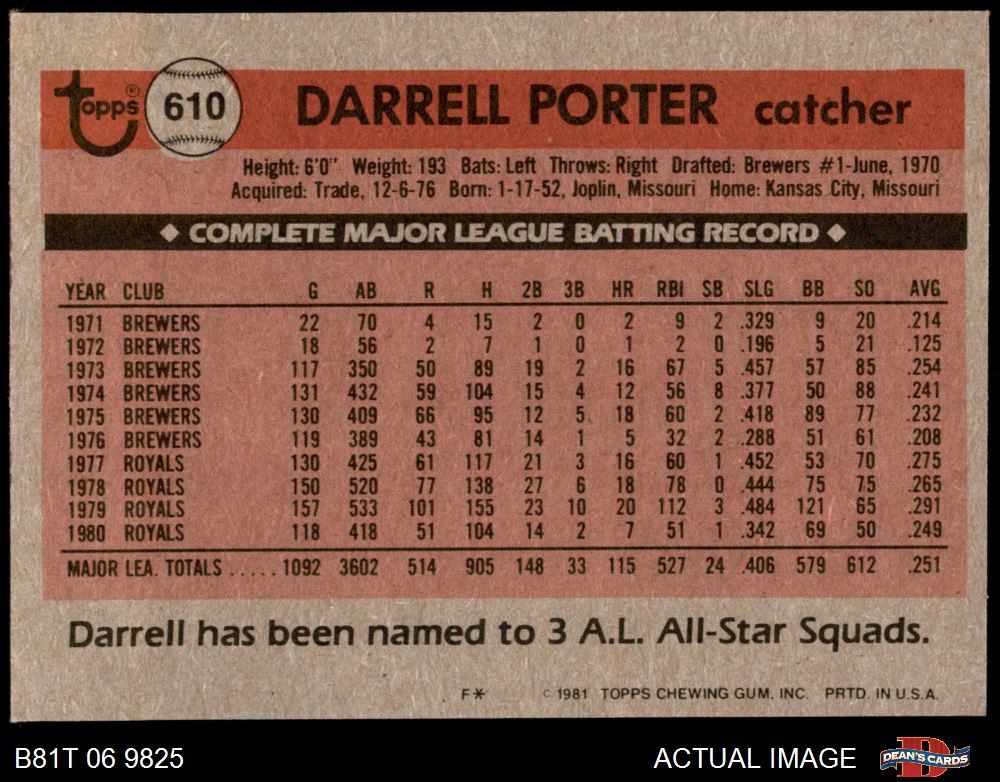 Topps® 610 DARRELL PORTER catcher
Height: 6'0" Weight: 193 Bats: Left Throws: Right Drafted: Brewers #1-June, 1970
Acquired: Trade, 12-6-76 Born: 1-17-52, Joplin, Missouri Home: Kansas City, Missouri
◆ COMPLETE MAJOR LEAGUE BATTING RECORD ◆
YEAR CLUB G AB R H 2B 3B HR RBI SB SLG BB SO AVG
1971 BREWERS 22 70 4 15 2 0 2 9 2 .329 9 20 .214
1972 BREWERS 18 56 2 7 1 0 1 2 0 .196 5 21 .125
1973 BREWERS 117 350 50 89 19 2 16 67 5 .457 57 85 .254
1974 BREWERS 131 432 59 104 15 4 12 56 8 .377 50 88 .241
1975 BREWERS 130 409 66 95 12 5 18 60 2 .418 89 77 .232
1976 BREWERS 119 389 43 81 14 1 5 32 2 .288 51 61 .208
1977 ROYALS 130 425 61 117 21 3 16 60 1 .452 53 70 .275
1978 ROYALS 150 520 77 138 27 6 18 78 0 .444 75 75 .265
1979 ROYALS 157 533 101 155 23 10 20 112 3 .484 121 65 .291
1980 ROYALS 118 418 51 104 14 2 7 51 1 .342 69 50 .249
MAJOR LEA. TOTALS ..... 1092 3602 514 905 148 33 115 527 24 .406 579 612 .251
Darrell has been named to 3 A.L. All-Star Squads.
F* © 1981 TOPPS CHEWING GUM, INC. PRTD. IN U.S.A.
B81T 06 9825 ACTUAL IMAGE DEAN'S CARDS